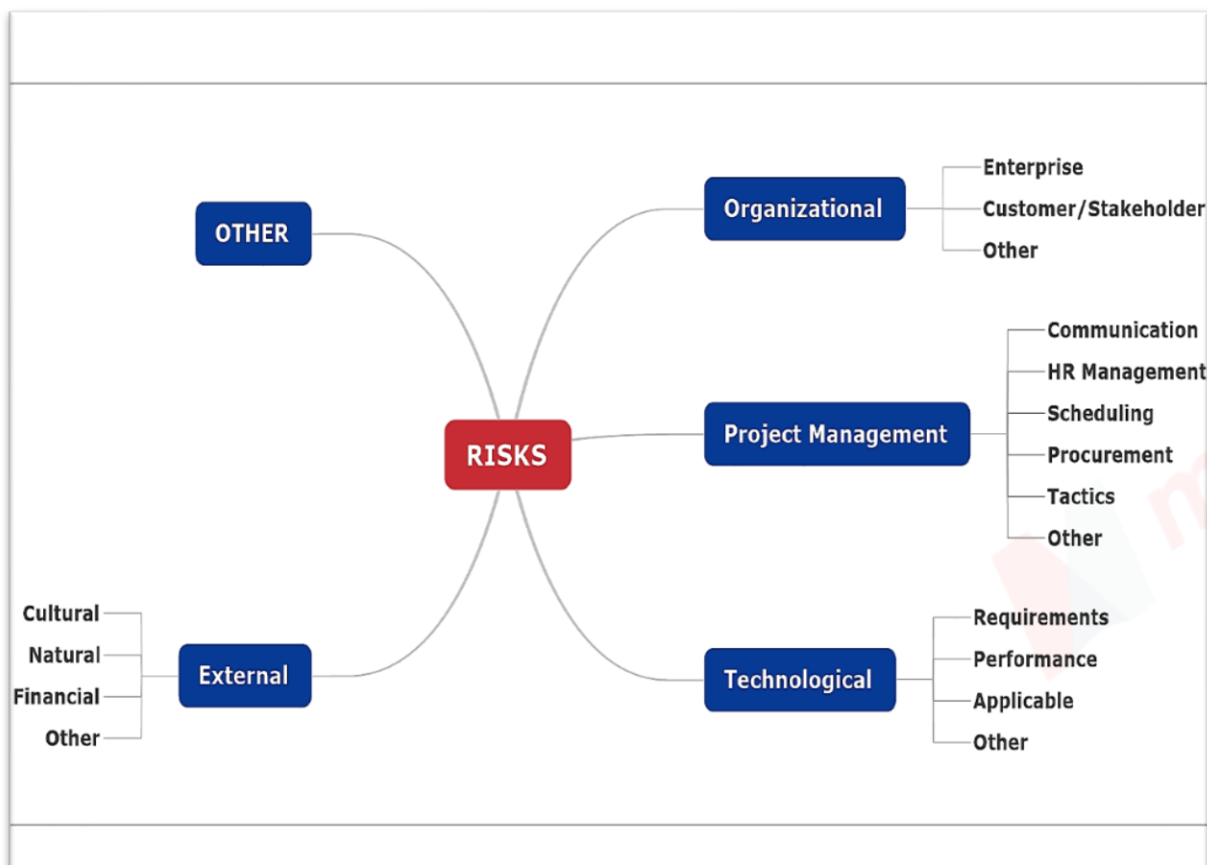 OTHER
RISKS
Organizational
Enterprise
Customer/Stakeholder
Other
Project Management
Communication
HR Management
Scheduling
Procurement
Tactics
Other
Technological
Requirements
Performance
Applicable
Other
External
Cultural
Natural
Financial
Other